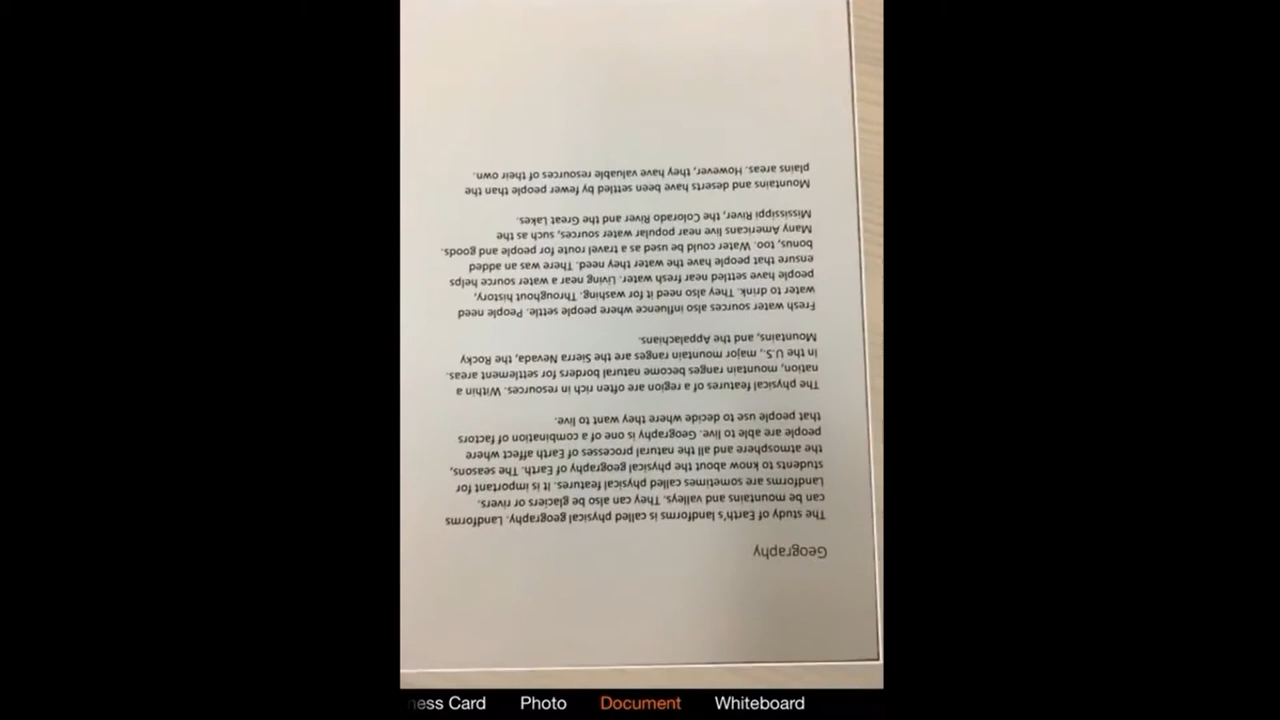 Geography
The study of Earth's landforms is called physical geography. Landforms
can be mountains and valleys. They can also be glaciers or rivers.
Landforms are sometimes called physical features. It is important for
students to know about the physical geography of Earth. The seasons,
the atmosphere and all the natural processes of Earth affect where
people are able to live. Geography is one of a combination of factors
that people use to decide where they want to live.
The physical features of a region are often rich in resources. Within a
nation, mountain ranges become natural borders for settlement areas.
In the U.S., major mountain ranges are the Sierra Nevada, the Rocky
Mountains, and the Appalachians.
Fresh water sources also influence where people settle. People need
water to drink. They also need it for washing. Throughout history,
people have settled near fresh water. Living near a water source helps
ensure that people have the water they need. There was an added
bonus, too. Water could be used as a travel route for people and goods.
Many Americans live near popular water sources, such as the
Mississippi River, the Colorado River and the Great Lakes.
Mountains and deserts have been settled by fewer people than the
plains areas. However, they have valuable resources of their own.
ness Card Photo Document Whiteboard